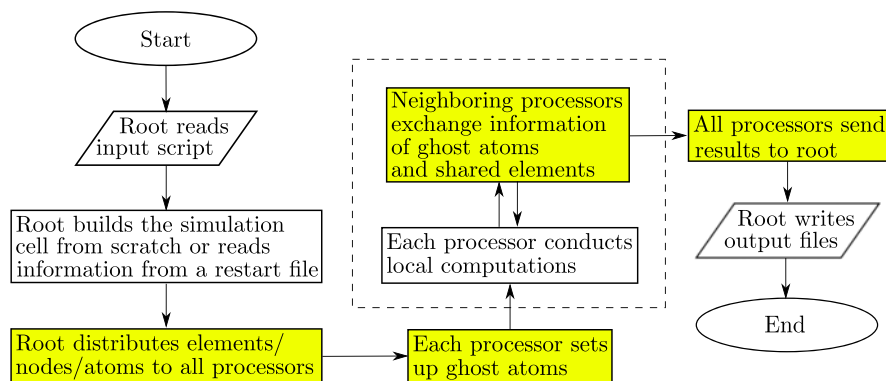 Start
Root reads
input script
Root builds the simulation
cell from scratch or reads
information from a restart file
Root distributes elements/
nodes/atoms to all processors
Each processor sets
up ghost atoms
Each processor conducts
local computations
Neighboring processors
exchange information
of ghost atoms
and shared elements
All processors send
results to root
Root writes
output files
End